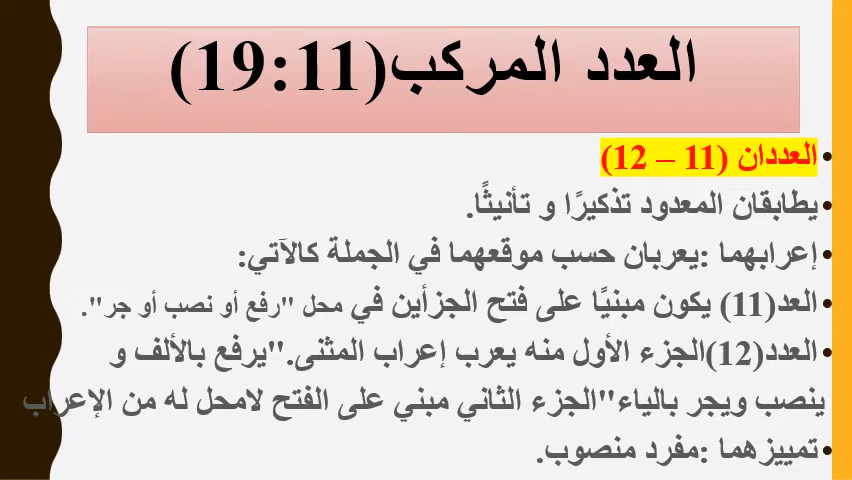 العدد المركب(19:11)
• العددان (11 – 12)
• يطابقان المعدود تذكيرًا و تأنيثًا.
• إعرابهما :يعربان حسب موقعهما في الجملة كالآتي:
• العد(11) يكون مبنيًا على فتح الجزأين في محل "رفع أو نصب أو جر".
• العدد(12)الجزء الأول منه يعرب إعراب المثنى."يرفع بالألف و
ينصب ويجر بالياء"الجزء الثاني مبني على الفتح لامحل له من الإعراب
• تمييزهما :مفرد منصوب.